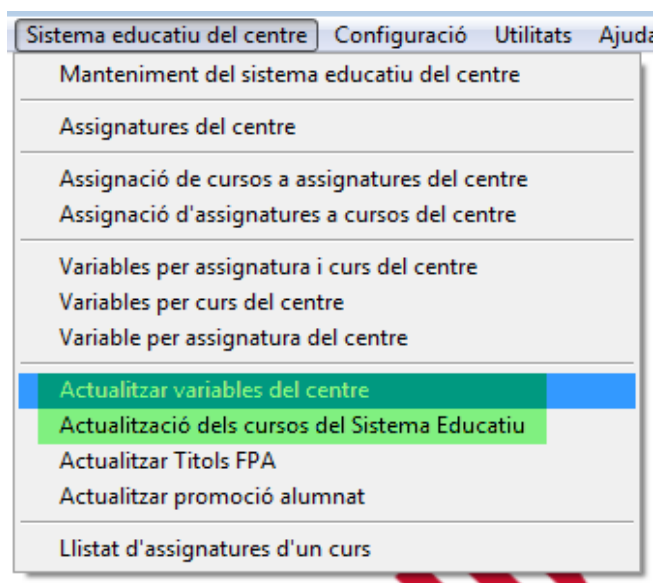 Sistema educatiu del centre Configuració Utilitats Ajuda
Manteniment del sistema educatiu del centre
Assignatures del centre
Assignació de cursos a assignatures del centre
Assignació d'assignatures a cursos del centre
Variables per assignatura i curs del centre
Variables per curs del centre
Variable per assignatura del centre
Actualitzar variables del centre
Actualització dels cursos del Sistema Educatiu
Actualitzar Titols FPA
Actualitzar promoció alumnat
Llistat d'assignatures d'un curs